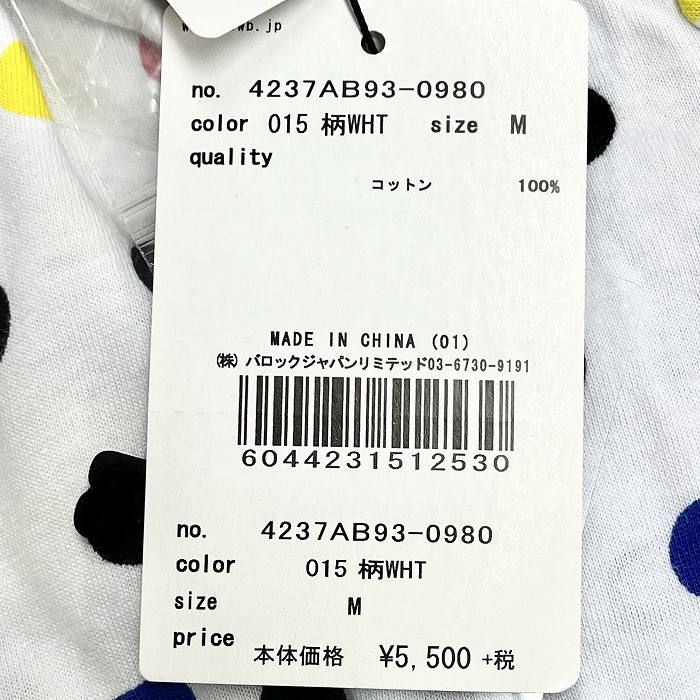 no. 4237AB93-0980
color 015 柄WHT size M
quality
コットン 100%
MADE IN CHINA (01)
㈱ バロックジャパンリミテッド03-6730-9191
6044231512530
no. 4237AB93-0980
color 015 柄WHT
size M
price 本体価格 ¥5,500 +税